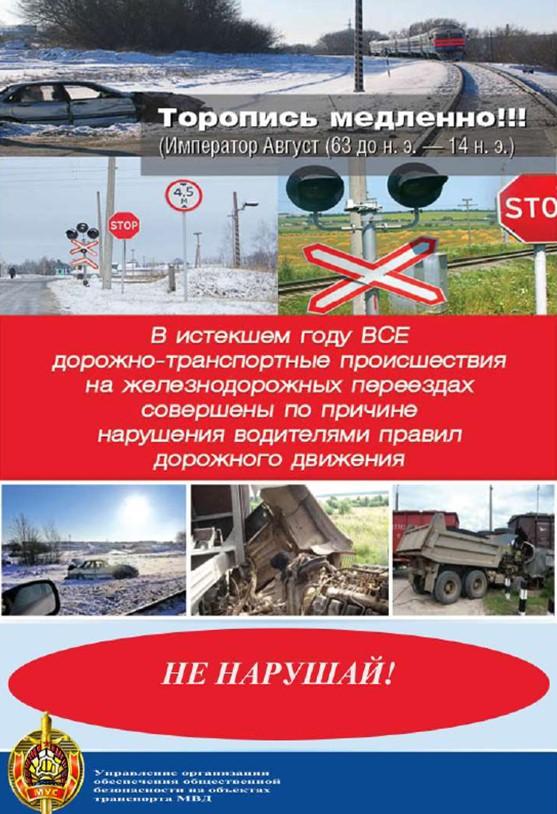 Торопись медленно!!!
(Император Август (63 до н. э. — 14 н. э.)
STOP
4,5
м
STO
В истекшем году ВСЕ
дорожно-транспортные происшествия
на железнодорожных переездах
совершены по причине
нарушения водителями правил
дорожного движения
НЕ НАРУШАЙ!
МУС
Управление организации
обеспечения общественной
безопасности на объектах
транспорта МВД